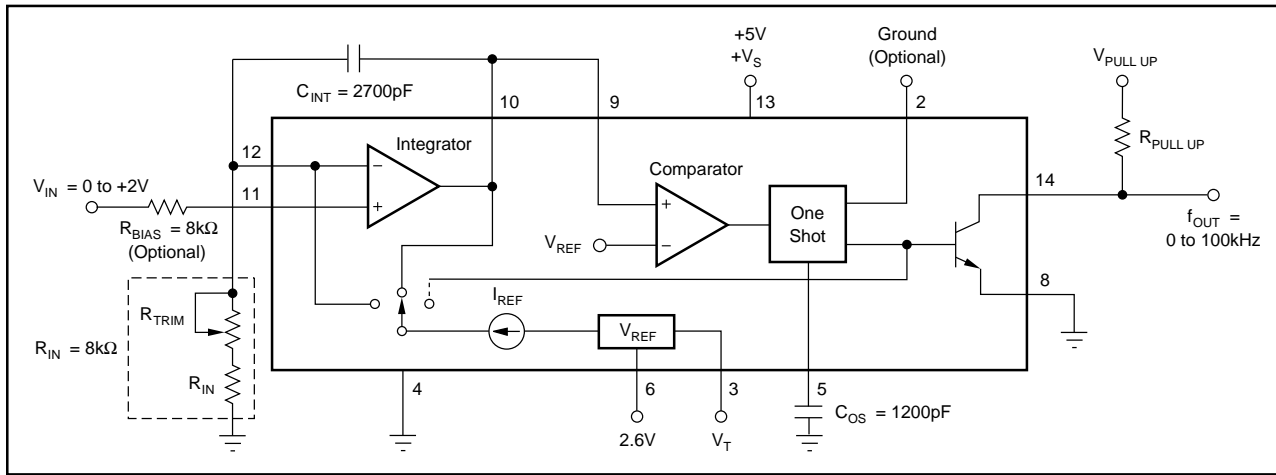 +5V
+V_S
13
Ground
(Optional)
2
V_PULL UP
R_PULL UP
C_INT = 2700pF
10
9
12
Integrator
−
+
Comparator
+
−
V_REF
One
Shot
14
f_OUT =
0 to 100kHz
V_IN = 0 to +2V
11
R_BIAS = 8kΩ
(Optional)
8
R_TRIM
R_IN = 8kΩ
R_IN
I_REF
V_REF
4
6
3
5
2.6V
V_T
C_OS = 1200pF